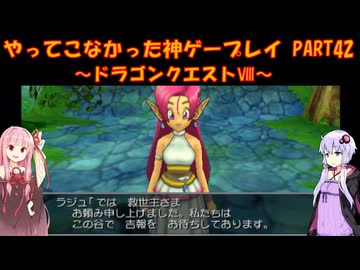 やってこなかった神ゲープレイ PART42
～ドラゴンクエストⅧ～
ラジュ「では　救世主さま
お頼み申し上げました。私たちは
この谷で　吉報を　お待ちしております。